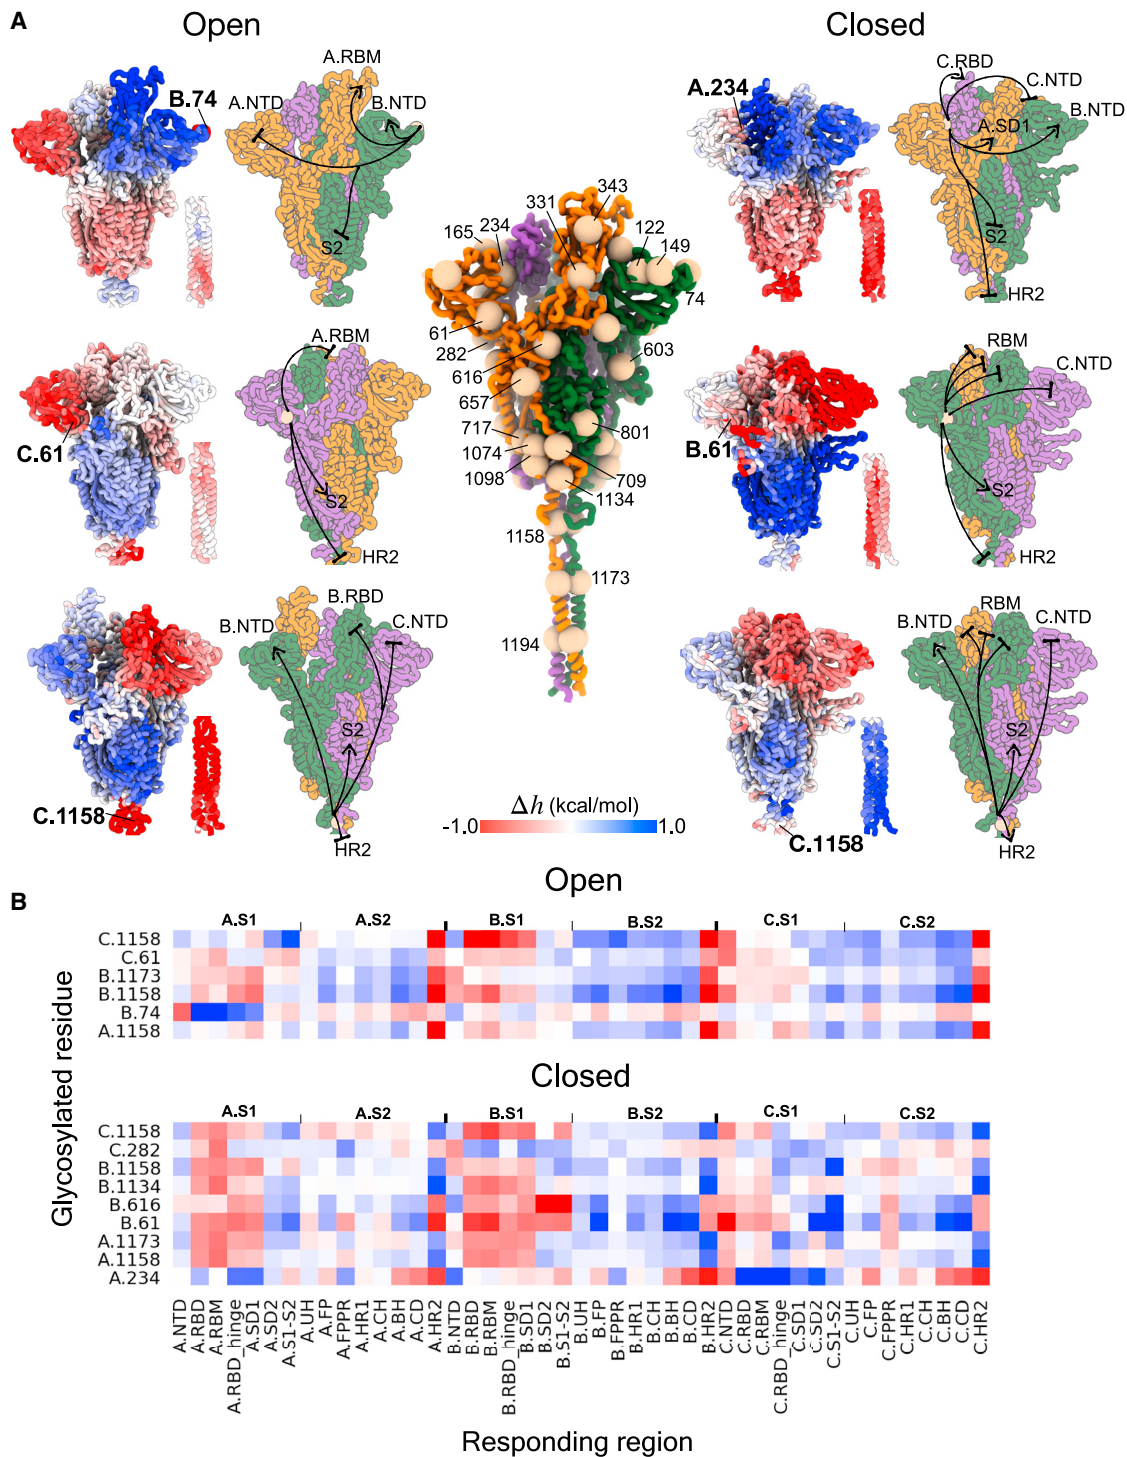 A
Open
Closed
A.RBM
A.NTD
B.NTD
B.74
S2
C.RBD
C.NTD
B.NTD
A.234
A.SD1
S2
HR2
343
331
234
165
122
149
74
61
282
616
657
603
717
1074
1098
801
709
1134
1158
1173
1194
A.RBM
C.61
S2
HR2
RBM
C.NTD
B.61
S2
HR2
B.RBD
B.NTD
C.NTD
S2
C.1158
HR2
RBM
B.NTD
C.NTD
S2
C.1158
HR2
Δh (kcal/mol)
-1.0 1.0
B
Open
A.S1 A.S2 B.S1 B.S2 C.S1 C.S2
C.1158
C.61
B.1173
B.1158
B.74
A.1158
Closed
A.S1 A.S2 B.S1 B.S2 C.S1 C.S2
C.1158
C.282
B.1158
B.1134
B.616
B.61
A.1173
A.1158
A.234
Glycosylated residue
A.NTD
A.RBD
A.RBM
A.RBD_hinge
A.SD1
A.SD2
A.S1-S2
A.UH
A.FP
A.FPPR
A.HR1
A.CH
A.BH
A.CD
A.HR2
B.NTD
B.RBD
B.RBM
B.RBD_hinge
B.SD1
B.SD2
B.S1-S2
B.UH
B.FP
B.FPPR
B.HR1
B.CH
B.BH
B.CD
B.HR2
C.NTD
C.RBD
C.RBM
C.RBD_hinge
C.SD1
C.SD2
C.S1-S2
C.UH
C.FP
C.FPPR
C.HR1
C.CH
C.BH
C.CD
C.HR2
Responding region